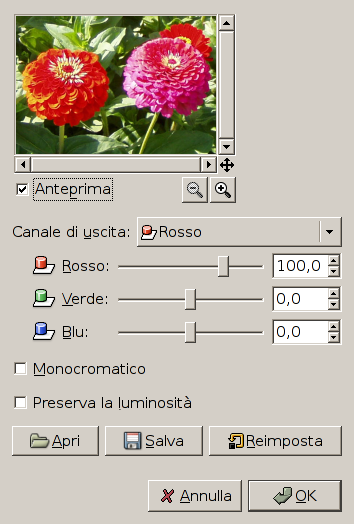 Anteprima
Canale di uscita: Rosso
Rosso: 100,0
Verde: 0,0
Blu: 0,0
Monocromatico
Preserva la luminosità
Apri Salva Reimposta
Annulla OK